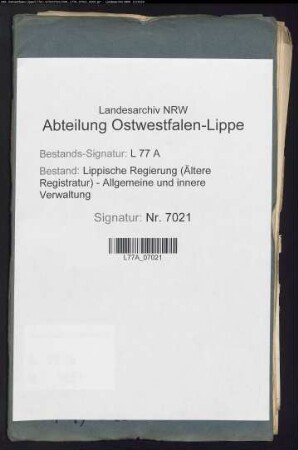 Landesarchiv NRW
Abteilung Ostwestfalen-Lippe
Bestands-Signatur: L 77 A
Bestand: Lippische Regierung (Ältere
Registratur) - Allgemeine und innere
Verwaltung
Signatur: Nr. 7021
L77A_07021